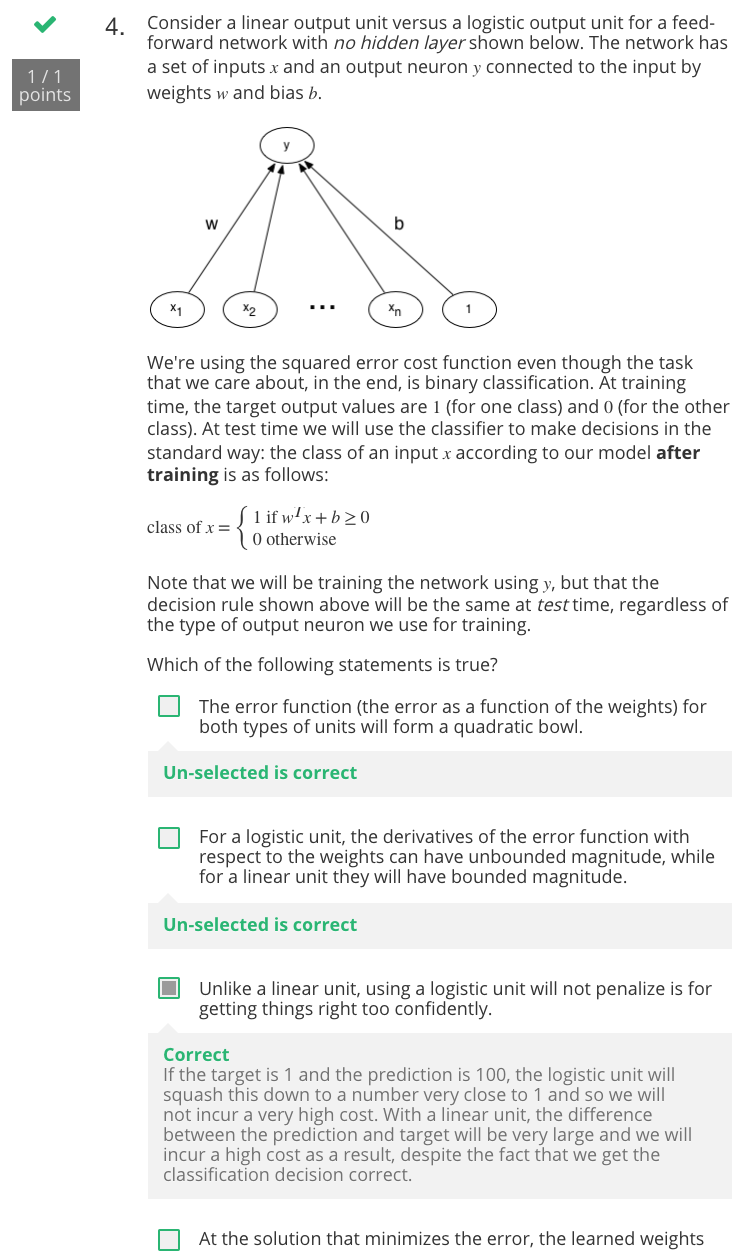 4. Consider a linear output unit versus a logistic output unit for a feed-
forward network with no hidden layer shown below. The network has
1 / 1
points
a set of inputs x and an output neuron y connected to the input by
weights w and bias b.
y
w
b
x1
x2
...
xn
1
We're using the squared error cost function even though the task
that we care about, in the end, is binary classification. At training
time, the target output values are 1 (for one class) and 0 (for the other
class). At test time we will use the classifier to make decisions in the
standard way: the class of an input x according to our model after
training is as follows:
class of x = { 1 if w^T x + b ≥ 0
0 otherwise
Note that we will be training the network using y, but that the
decision rule shown above will be the same at test time, regardless of
the type of output neuron we use for training.
Which of the following statements is true?
The error function (the error as a function of the weights) for
both types of units will form a quadratic bowl.
Un-selected is correct
For a logistic unit, the derivatives of the error function with
respect to the weights can have unbounded magnitude, while
for a linear unit they will have bounded magnitude.
Un-selected is correct
Unlike a linear unit, using a logistic unit will not penalize is for
getting things right too confidently.
Correct
If the target is 1 and the prediction is 100, the logistic unit will
squash this down to a number very close to 1 and so we will
not incur a very high cost. With a linear unit, the difference
between the prediction and target will be very large and we will
incur a high cost as a result, despite the fact that we get the
classification decision correct.
At the solution that minimizes the error, the learned weights